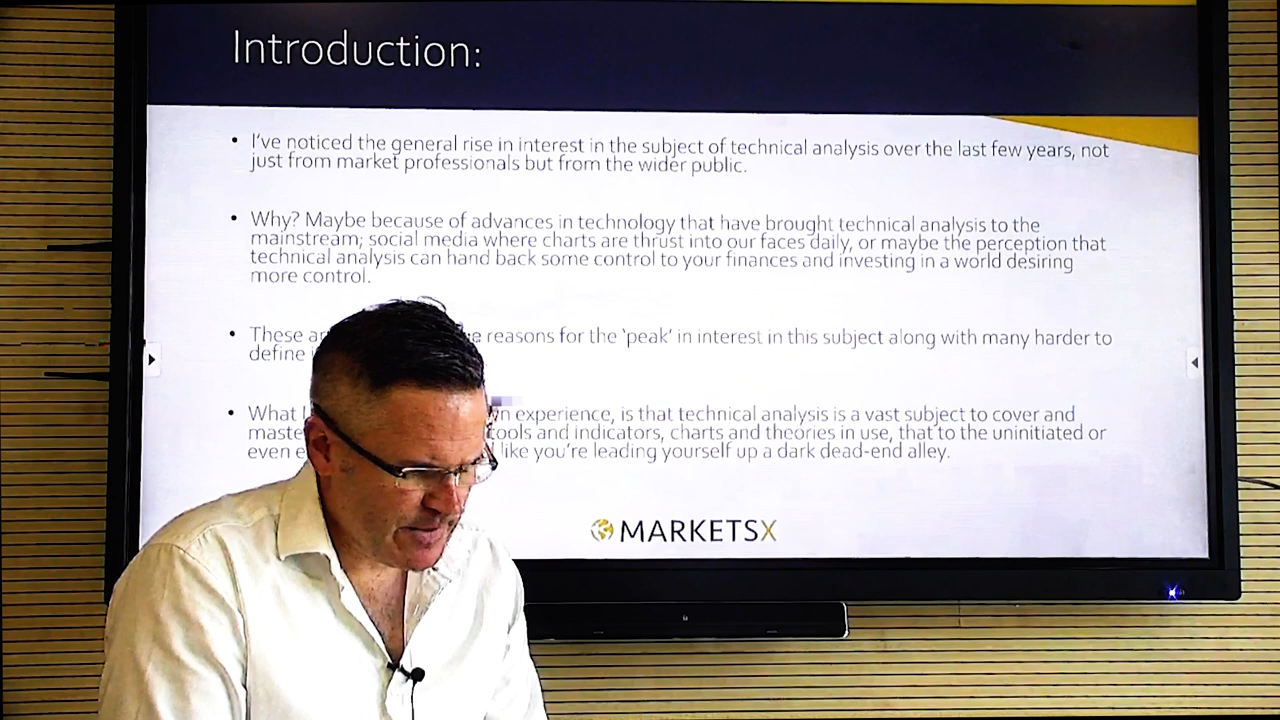 Introduction:
• I've noticed the general rise in interest in the subject of technical analysis over the last few years, not
just from market professionals but from the wider public.
• Why? Maybe because of advances in technology that have brought technical analysis to the
mainstream; social media where charts are thrust into our faces daily, or maybe the perception that
technical analysis can hand back some control to your finances and investing in a world desiring
more control.
• These reasons for the 'peak' in interest in this subject along with many harder to
define
• What I experience, is that technical analysis is a vast subject to cover and
tools and indicators, charts and theories in use, that to the uninitiated or
even like you're leading yourself up a dark dead-end alley.
MARKETSX